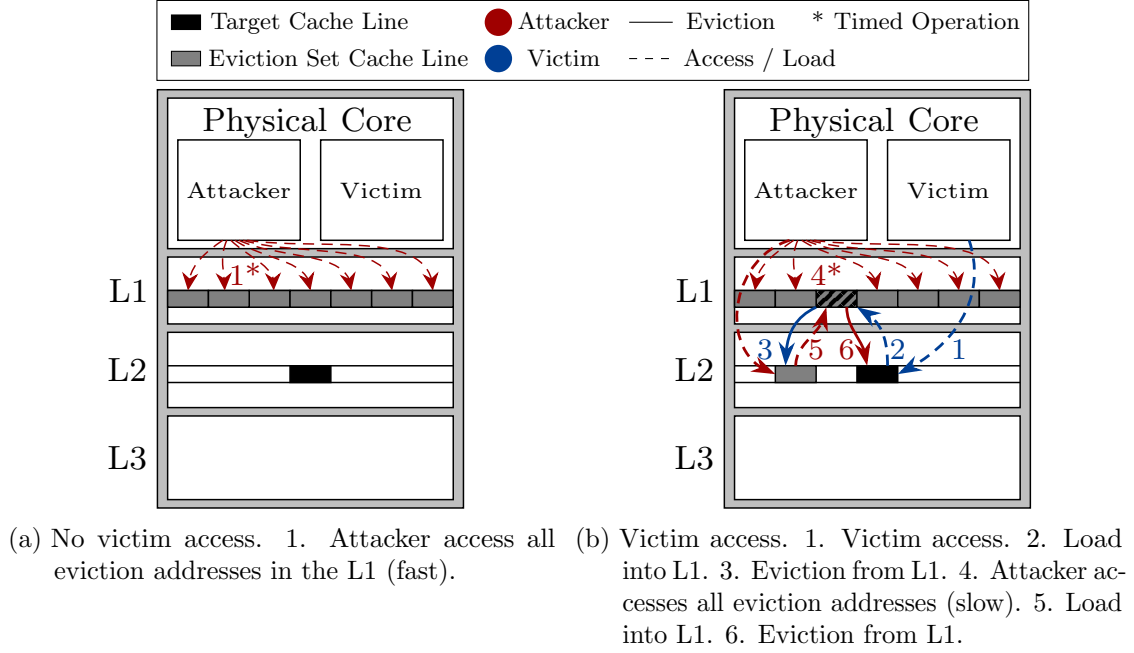 Target Cache Line Attacker Eviction * Timed Operation
Eviction Set Cache Line Victim Access / Load
Physical Core
Attacker Victim
1*
L1
L2
L3
Physical Core
Attacker Victim
4*
L1
3 5 6 2 1
L2
L3
(a) No victim access. 1. Attacker access all
eviction addresses in the L1 (fast).
(b) Victim access. 1. Victim access. 2. Load
into L1. 3. Eviction from L1. 4. Attacker ac-
cesses all eviction addresses (slow). 5. Load
into L1. 6. Eviction from L1.